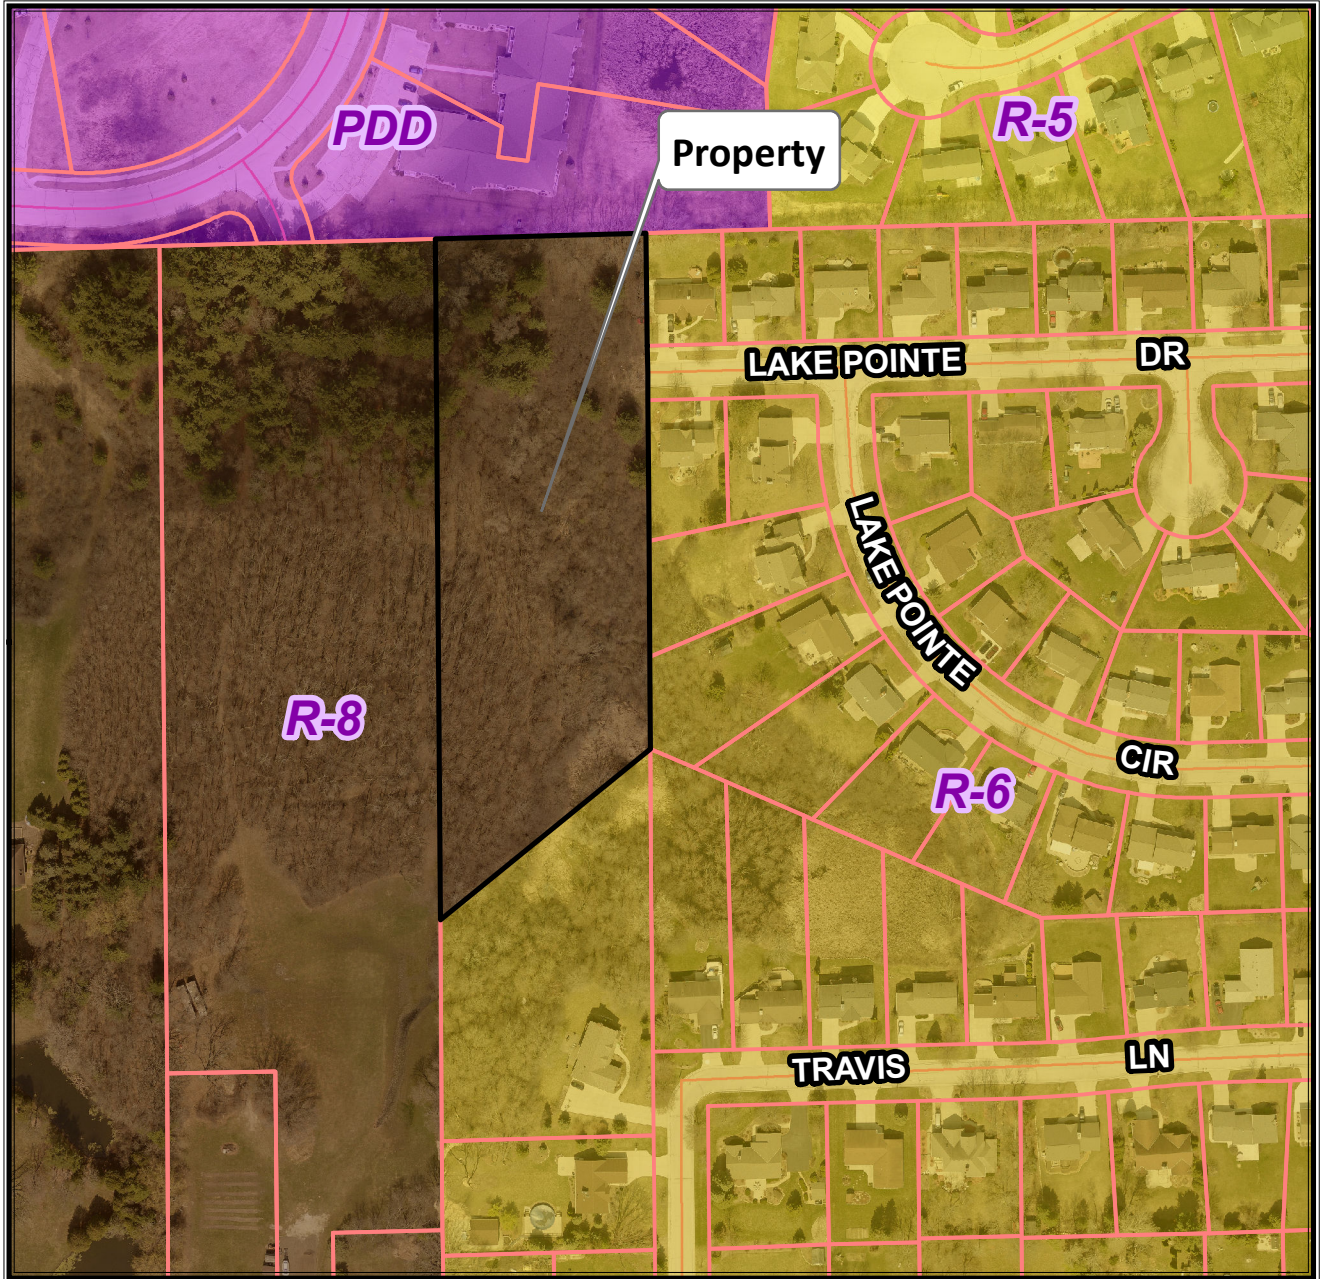 PDD
R-5
Property
LAKE POINTE
DR
LAKE POINTE
R-8
CIR
R-6
TRAVIS
LN